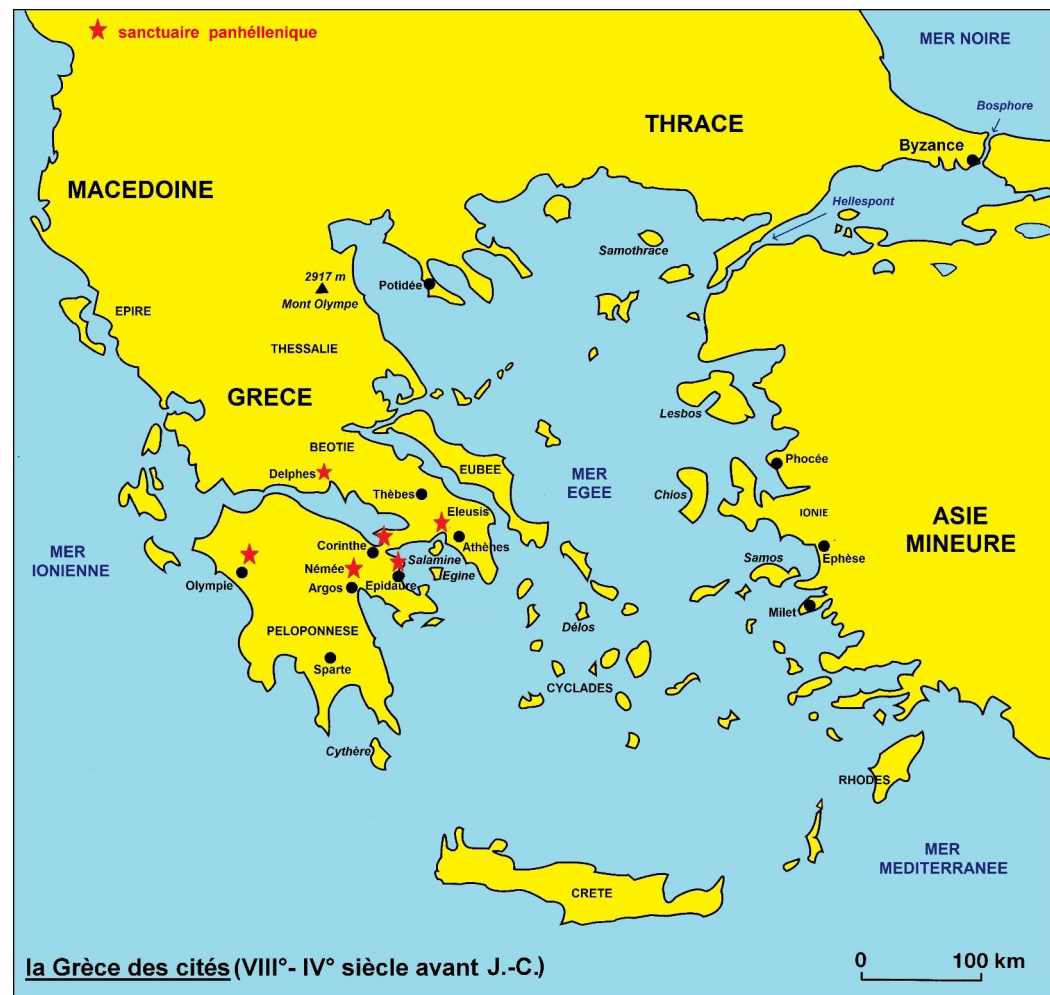 sanctuaire panhéllenique
MER NOIRE
Bosphore
THRACE
Byzance
MACEDOINE
Hellespont
Samothrace
2917 m
Mont Olympe
Potidée
EPIRE
THESSALIE
GRECE
Lesbos
BEOTIE
Delphes
EUBEE
Phocée
MER
EGEE
Thèbes
Chios
Eleusis
IONIE
ASIE
MINEURE
MER
IONIENNE
Corinthe
Athènes
Salamine
Ephèse
Samos
Némée
Egine
Olympie
Argos
Epidaure
Milet
Délos
PELOPONNESE
Sparte
CYCLADES
Cythère
RHODES
MER
MEDITERRANEE
CRETE
la Grèce des cités (VIII°- IV° siècle avant J.-C.)
0 100 km